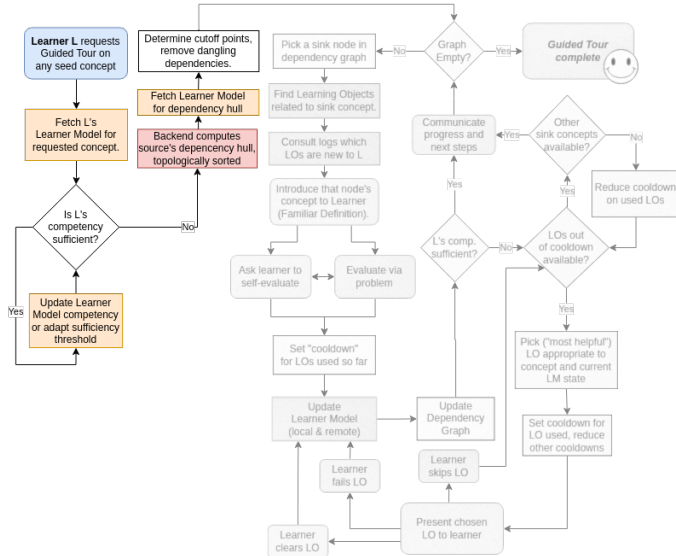 Learner L requests
Guided Tour on
any seed concept
Fetch L's
Learner Model for
requested concept.
Is L's
competency
sufficient?
Yes
No
Update Learner
Model competency
or adapt sufficiency
threshold
Determine cutoff points,
remove dangling
dependencies.
Fetch Learner Model
for dependency hull
Backend computes
source's depencency hull,
topologically sorted
Pick a sink node in
dependency graph
No
Graph
Empty?
Yes
Guided Tour
complete
Find Learning Objects
related to sink concept.
Consult logs which
LOs are new to L
Introduce that node's
concept to Learner
(Familiar Definition).
Ask learner to
self-evaluate
Evaluate via
problem
Set "cooldown"
for LOs used so far
Update
Learner Model
(local & remote)
Update
Dependency
Graph
Communicate
progress and
next steps
Yes
L's comp.
sufficient?
No
Yes
Other
sink concepts
available?
No
Reduce cooldown
on used LOs
Yes
LOs out
of cooldown
available?
Yes
Pick ("most helpful")
LO appropriate to
concept and current
LM state
Set cooldown for
LO used, reduce
other cooldowns
Learner
fails LO
Learner
skips LO
Present chosen
LO to learner
Learner
clears LO